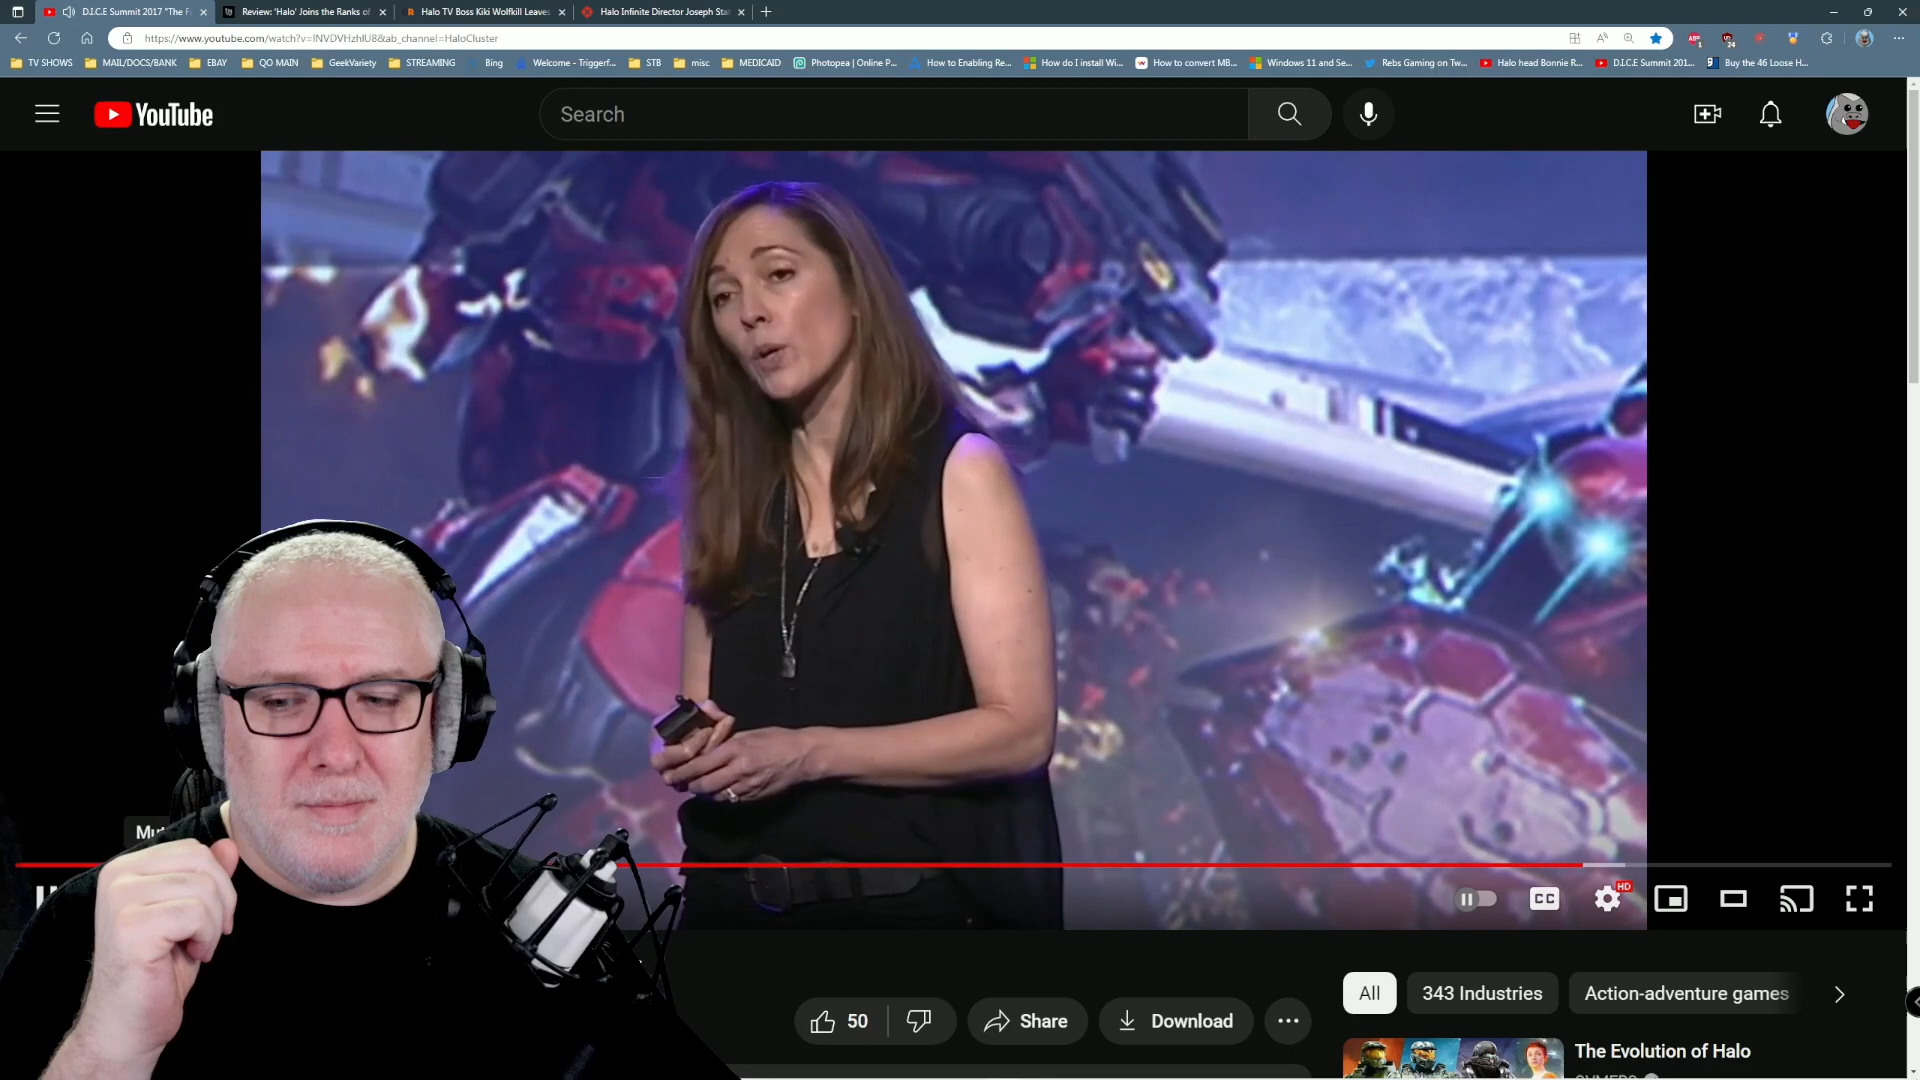 D.I.C.E Summit 2017 "The Fu
Review: 'Halo' Joins the Ranks of
Halo TV Boss Kiki Wolfkill Leaves
Halo Infinite Director Joseph Sta
https://www.youtube.com/watch?v=INVDVHzhIU8&ab_channel=HaloCluster
TV SHOWS
MAIL/DOCS/BANK
EBAY
QO MAIN
GeekVariety
STREAMING
Bing
Welcome - Triggerf...
STB
misc
MEDICAID
Photopea | Online P...
How to Enabling Re...
How do I install Wi...
How to convert MB...
Windows 11 and Se...
Rebs Gaming on Tw...
Halo head Bonnie R...
D.I.C.E Summit 201...
Buy the 46 Loose H...
YouTube
Search
Mu
CC
HD
50
Share
Download
All
343 Industries
Action-adventure games
The Evolution of Halo